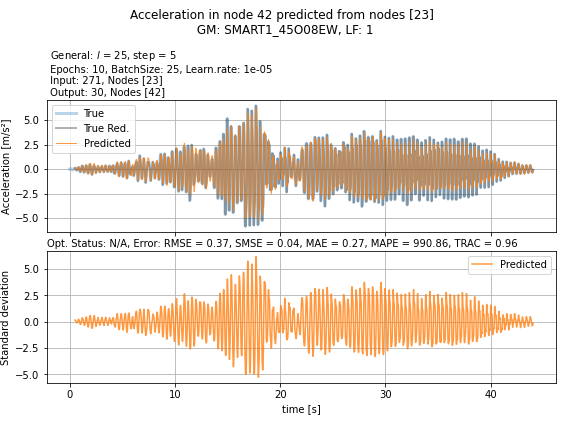 Acceleration in node 42 predicted from nodes [23]
GM: SMART1_45O08EW, LF: 1
General: l = 25, step = 5
Epochs: 10, BatchSize: 25, Learn.rate: 1e-05
Input: 271, Nodes [23]
Output: 30, Nodes [42]
Acceleration [m/s²]
5.0
2.5
0.0
−2.5
−5.0
True
True Red.
Predicted
Opt. Status: N/A, Error: RMSE = 0.37, SMSE = 0.04, MAE = 0.27, MAPE = 990.86, TRAC = 0.96
Standard deviation
5.0
2.5
0.0
−2.5
−5.0
Predicted
0 10 20 30 40
time [s]